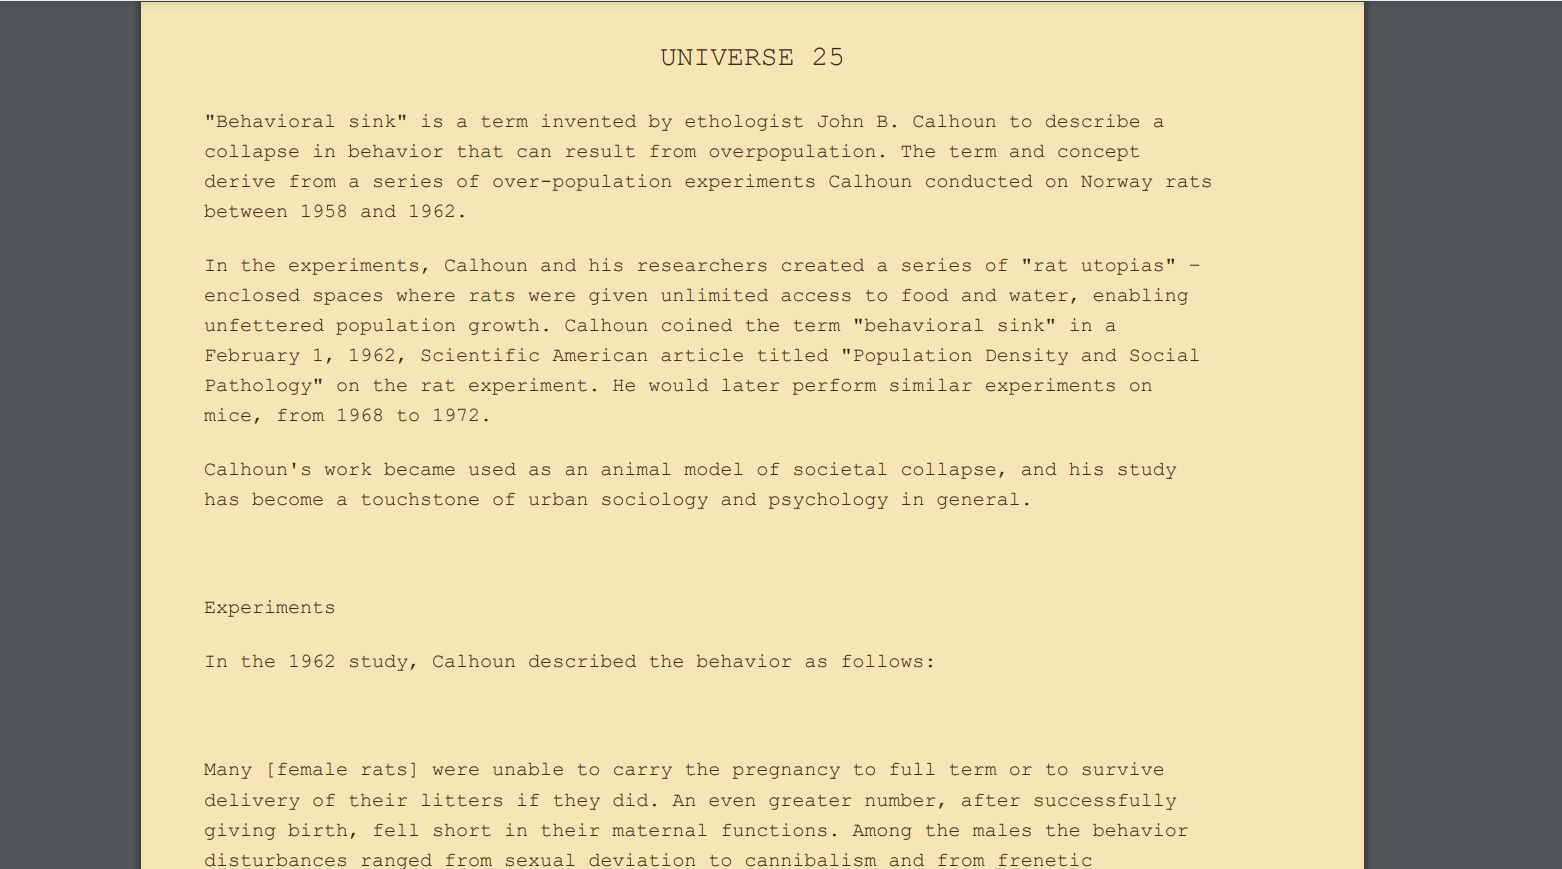 UNIVERSE 25
"Behavioral sink" is a term invented by ethologist John B. Calhoun to describe a
collapse in behavior that can result from overpopulation. The term and concept
derive from a series of over-population experiments Calhoun conducted on Norway rats
between 1958 and 1962.
In the experiments, Calhoun and his researchers created a series of "rat utopias" –
enclosed spaces where rats were given unlimited access to food and water, enabling
unfettered population growth. Calhoun coined the term "behavioral sink" in a
February 1, 1962, Scientific American article titled "Population Density and Social
Pathology" on the rat experiment. He would later perform similar experiments on
mice, from 1968 to 1972.
Calhoun's work became used as an animal model of societal collapse, and his study
has become a touchstone of urban sociology and psychology in general.
Experiments
In the 1962 study, Calhoun described the behavior as follows:
Many [female rats] were unable to carry the pregnancy to full term or to survive
delivery of their litters if they did. An even greater number, after successfully
giving birth, fell short in their maternal functions. Among the males the behavior
disturbances ranged from sexual deviation to cannibalism and from frenetic